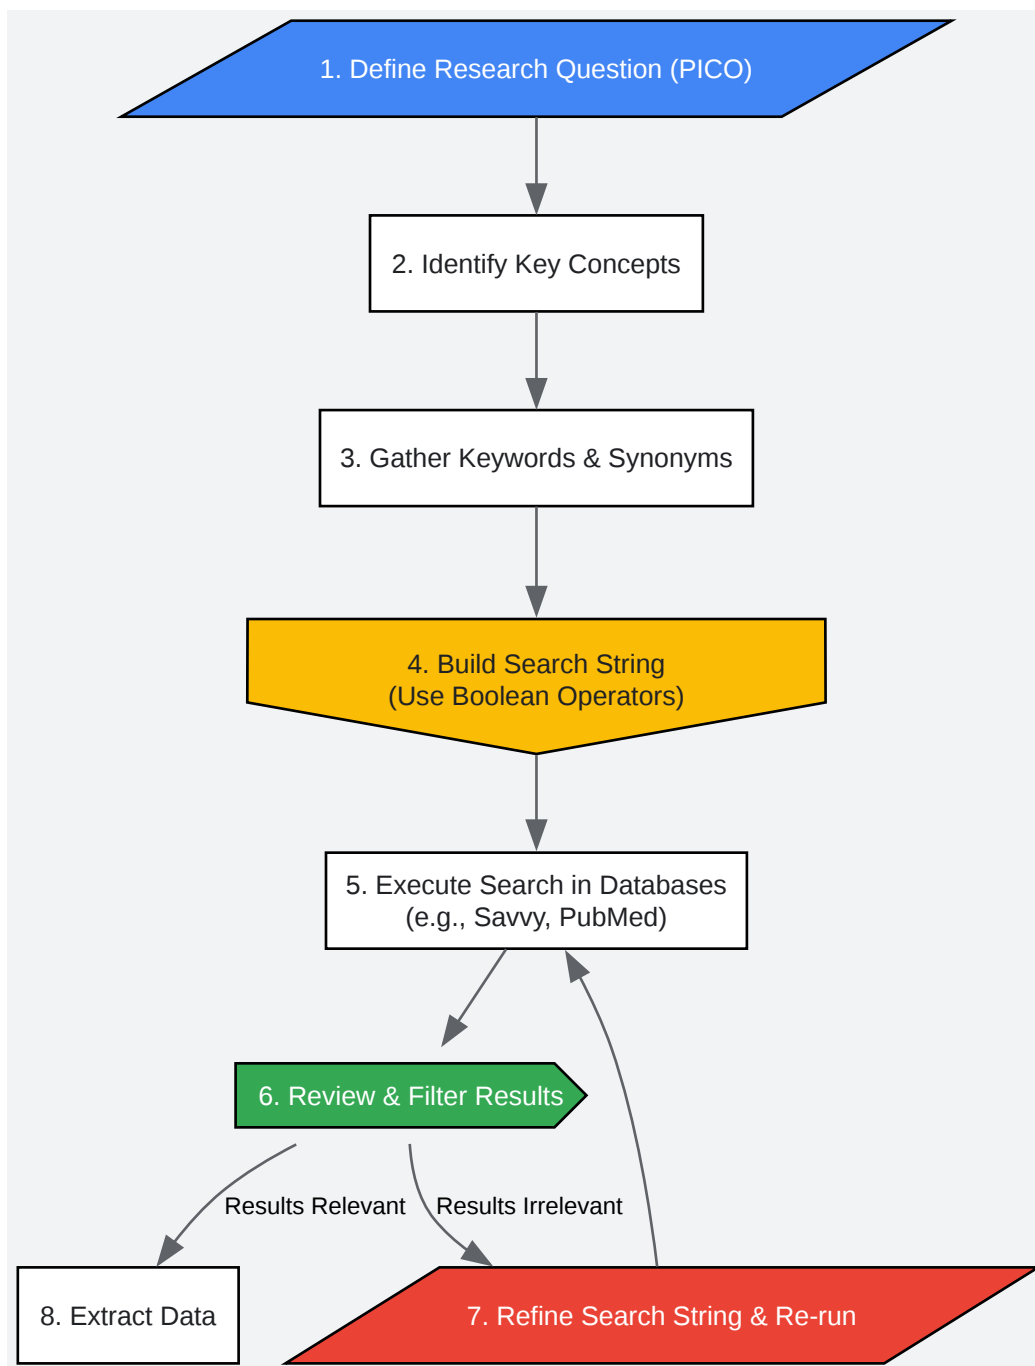 1. Define Research Question (PICO)
2. Identify Key Concepts
3. Gather Keywords & Synonyms
4. Build Search String
(Use Boolean Operators)
5. Execute Search in Databases
(e.g., Savvy, PubMed)
6. Review & Filter Results
Results Relevant
Results Irrelevant
8. Extract Data
7. Refine Search String & Re-run